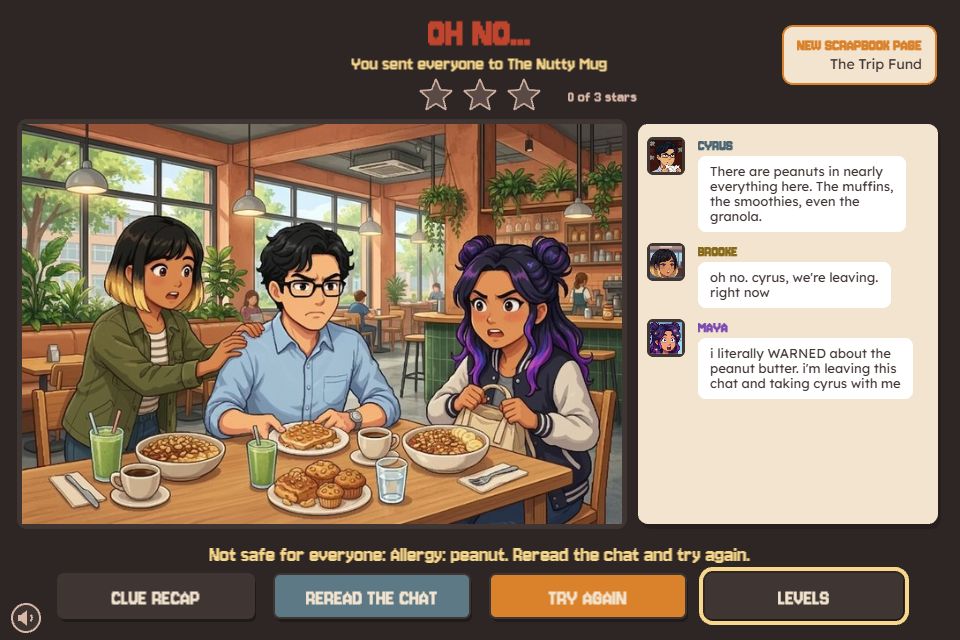 OH NO...
You sent everyone to The Nutty Mug
0 of 3 stars
NEW SCRAPBOOK PAGE
The Trip Fund
CYRUS
There are peanuts in nearly
everything here. The muffins,
the smoothies, even the
granola.
BROOKE
oh no. cyrus, we're leaving.
right now
MAYA
i literally WARNED about the
peanut butter. i'm leaving this
chat and taking cyrus with me
Not safe for everyone: Allergy: peanut. Reread the chat and try again.
CLUE RECAP
REREAD THE CHAT
TRY AGAIN
LEVELS